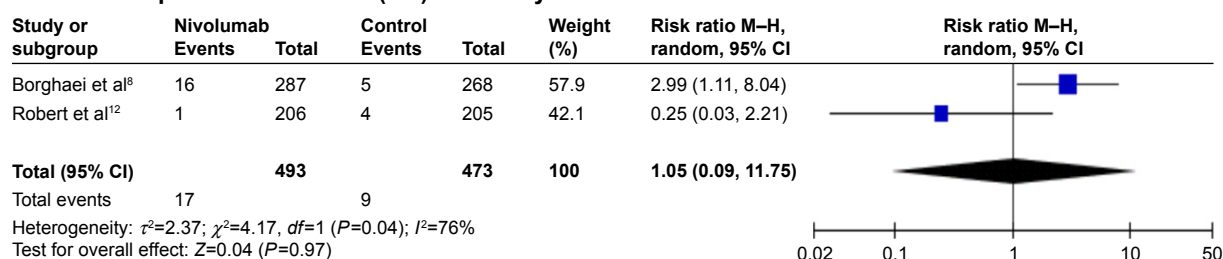 Study or Nivolumab Control Weight Risk ratio M–H, Risk ratio M–H,
subgroup Events Total Events Total (%) random, 95% CI random, 95% CI
Borghaei et al⁸ 16 287 5 268 57.9 2.99 (1.11, 8.04)
Robert et al¹² 1 206 4 205 42.1 0.25 (0.03, 2.21)
Total (95% CI) 493 473 100 1.05 (0.09, 11.75)
Total events 17 9
Heterogeneity: τ²=2.37; χ²=4.17, df=1 (P=0.04); I²=76%
Test for overall effect: Z=0.04 (P=0.97)
0.02 0.1 1 10 50